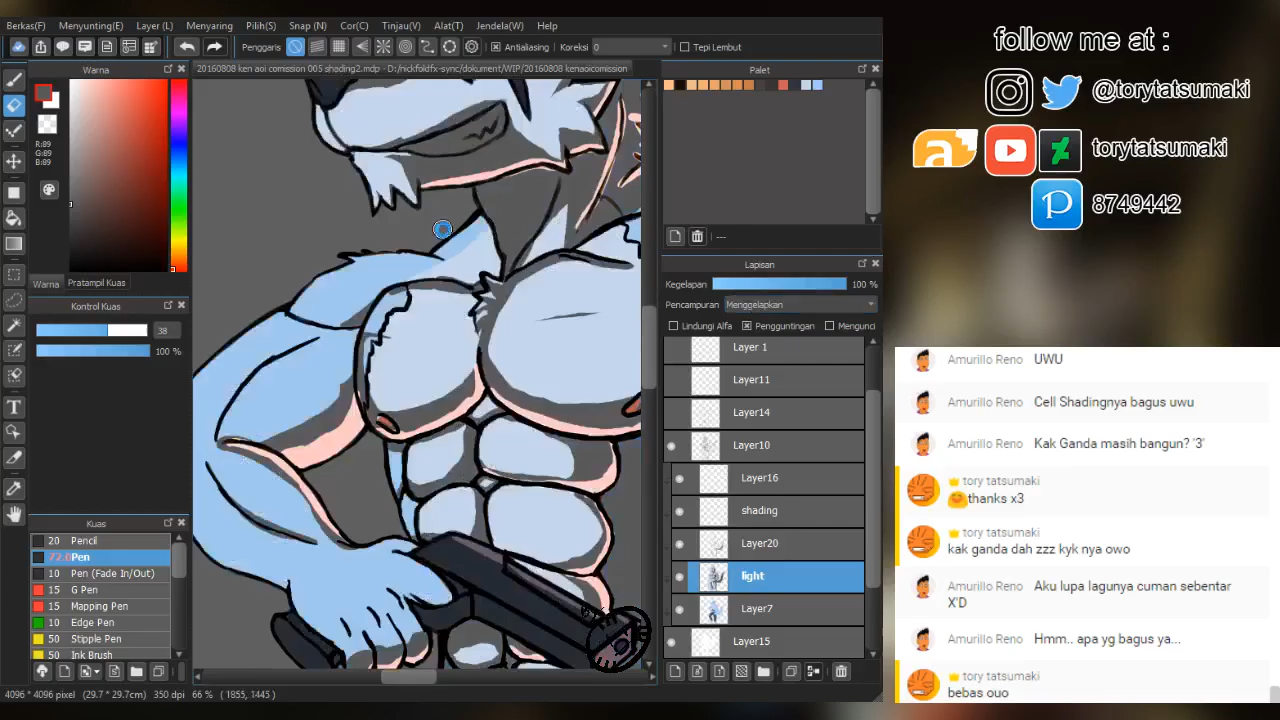 Berkas(F) Menyunting(E) Layer (L) Menyaring Pilih(S) Snap (N) Cor(C) Tinjau(V) Alat(T) Jendela(W) Help
Penggaris Antialiasing Koreksi 0 Tepi Lembut
Warna
20160808 ken aoi comission 005 shading2.mdp - D:/nickfoldfx-sync/dokument/WIP/20160808 kenaoicomission
Palet
R:89
G:89
B:89
Warna Pratampil Kuas
Kontrol Kuas
38
100 %
Kuas
20 Pencil
72.0 Pen
10 Pen (Fade In/Out)
15 G Pen
15 Mapping Pen
10 Edge Pen
50 Stipple Pen
50 Ink Brush
4096 * 4096 pixel (29.7 * 29.7cm) 350 dpi 66 % ( 1855, 1445 )
---
Lapisan
Kegelapan 100 %
Pencampuran Menggelapkan
Lindungi Alfa Pengguntingan Mengunci
Layer 1
Layer11
Layer14
Layer10
Layer16
shading
Layer20
light
Layer7
Layer15
follow me at :
@torytatsumaki
torytatsumaki
8749442
Amurillo Reno UWU
Amurillo Reno Cell Shadingnya bagus uwu
Amurillo Reno Kak Ganda masih bangun? '3'
tory tatsumaki
thanks x3
tory tatsumaki
kak ganda dah zzz kyk nya owo
Amurillo Reno Aku lupa lagunya cuman sebentar
X'D
Amurillo Reno Hmm.. apa yg bagus ya...
tory tatsumaki
bebas ouo